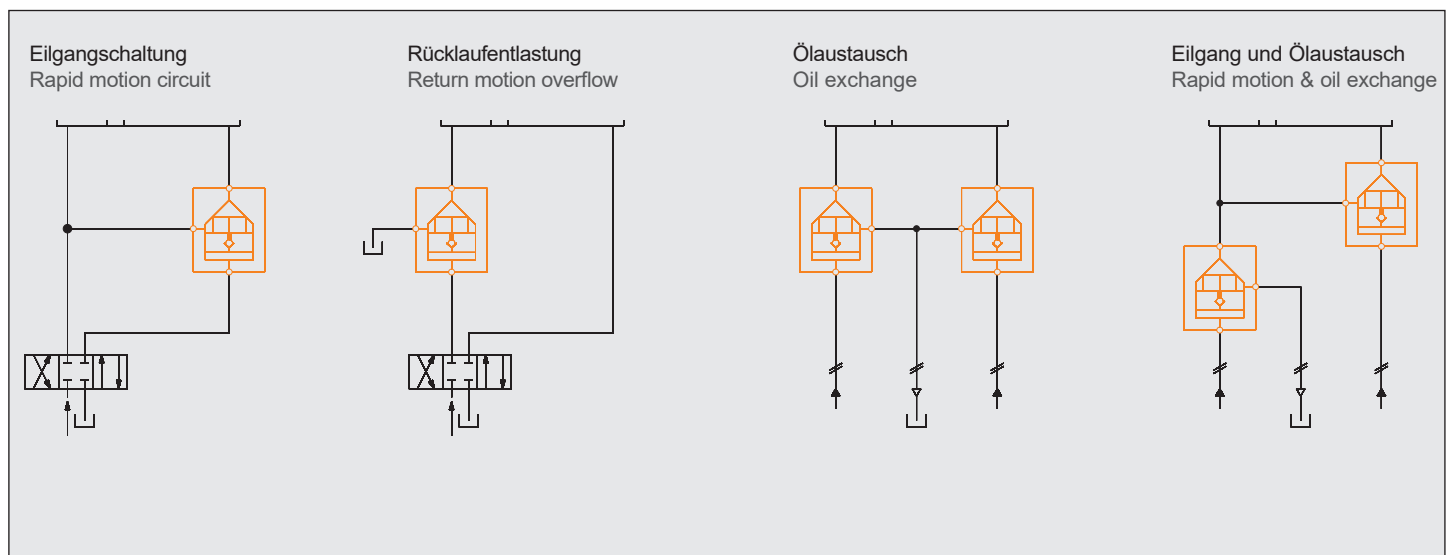 Eilgangschaltung
Rapid motion circuit
Rücklaufentlastung
Return motion overflow
Ölaustausch
Oil exchange
Eilgang und Ölaustausch
Rapid motion & oil exchange